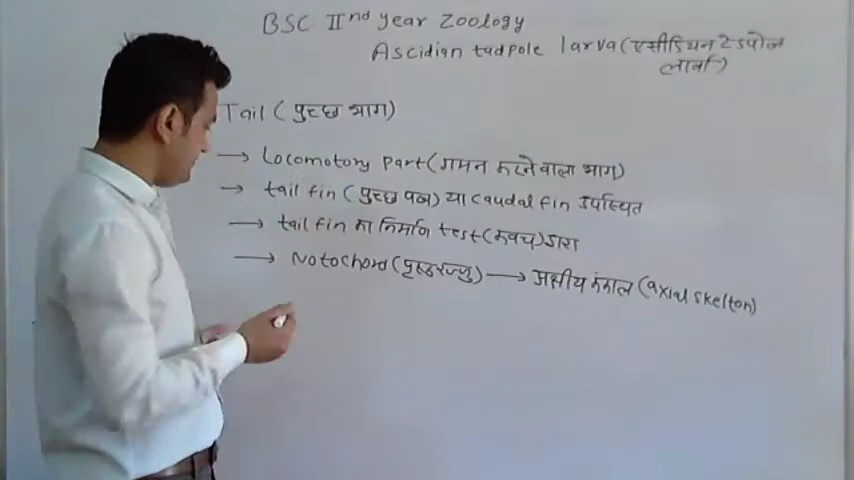 BSC IInd year Zoology
Ascidian tadpole larva (एसीडियन टेडपोल
लार्वा)
Tail (पुच्छ भाग)
→ Locomotory part (गमन करने वाला भाग)
→ tail fin (पुच्छ पख) या caudal fin उपस्थित
→ tail fin का निर्माण test (कवच) द्वारा
→ Notochord (पृष्ठरज्जु) → अक्षीय कंकाल (axial skelton)